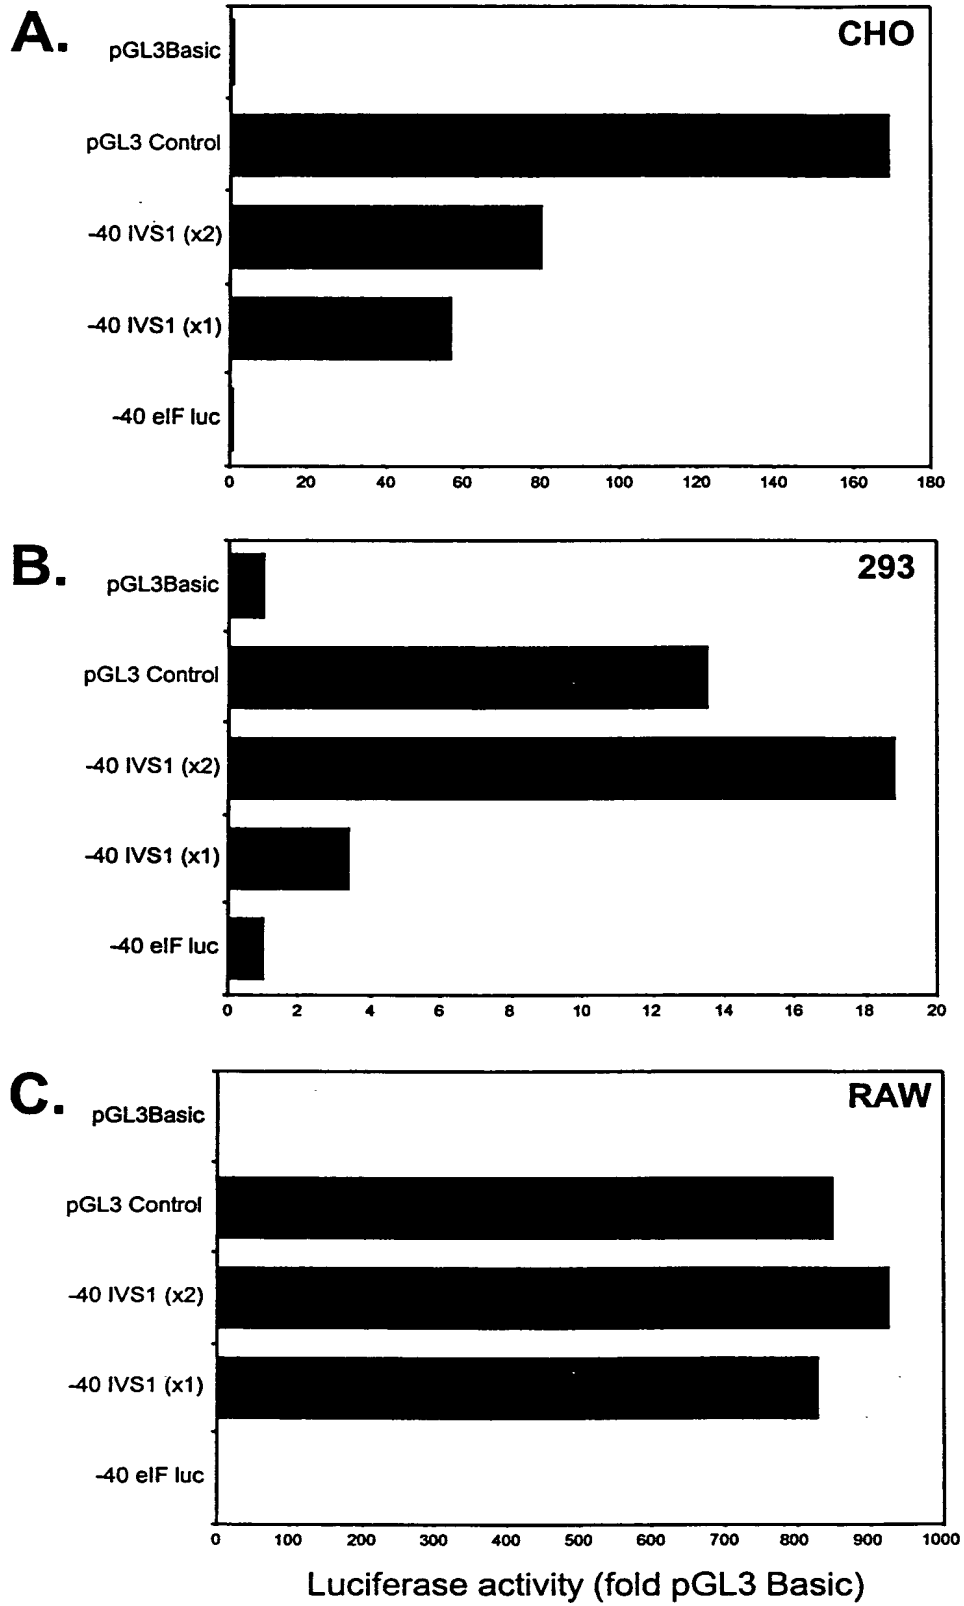 A.
CHO
pGL3Basic
pGL3 Control
-40 IVS1 (x2)
-40 IVS1 (x1)
-40 eIF luc
0 20 40 60 80 100 120 140 160 180
B.
293
pGL3Basic
pGL3 Control
-40 IVS1 (x2)
-40 IVS1 (x1)
-40 eIF luc
0 2 4 6 8 10 12 14 16 18 20
C.
RAW
pGL3Basic
pGL3 Control
-40 IVS1 (x2)
-40 IVS1 (x1)
-40 eIF luc
0 100 200 300 400 500 600 700 800 900 1000
Luciferase activity (fold pGL3 Basic)